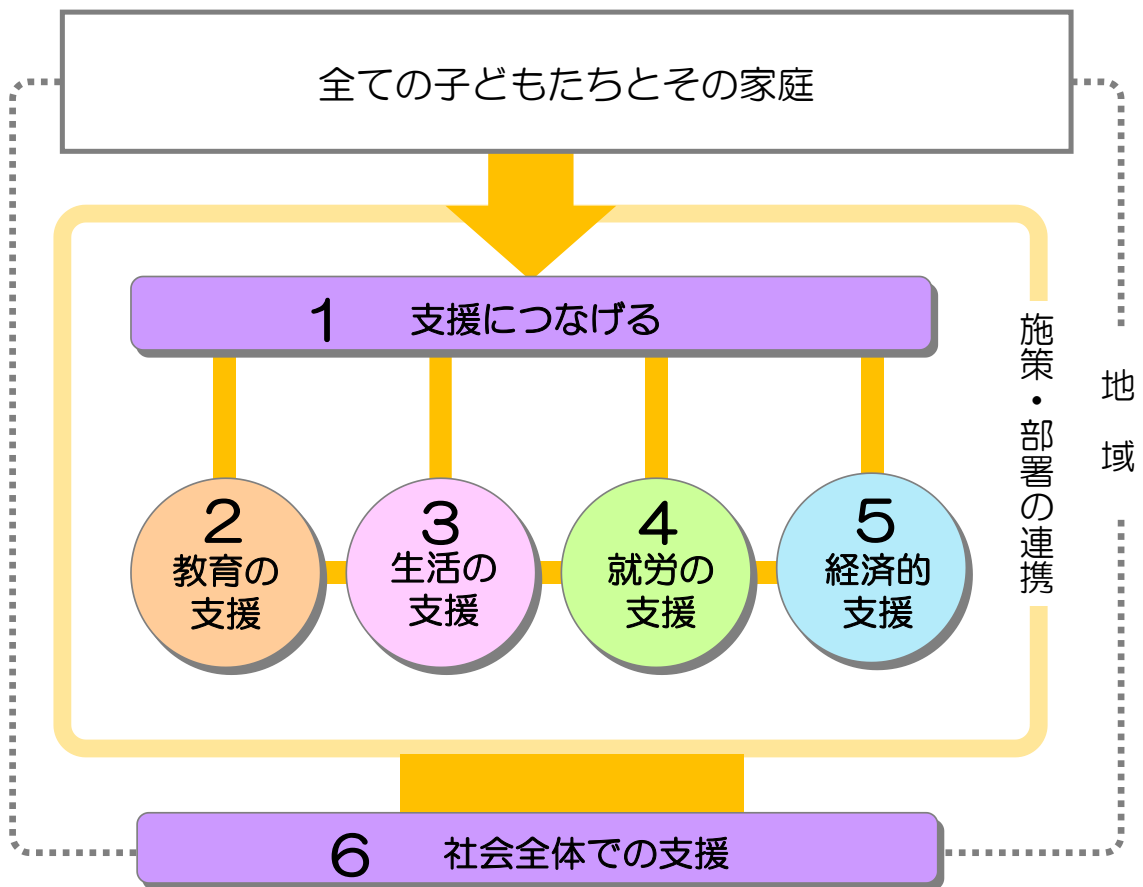 全ての子どもたちとその家庭
1 支援につなげる
2
教育の
支援
3
生活の
支援
4
就労の
支援
5
経済的
支援
施策・部署の連携
地域
6 社会全体での支援